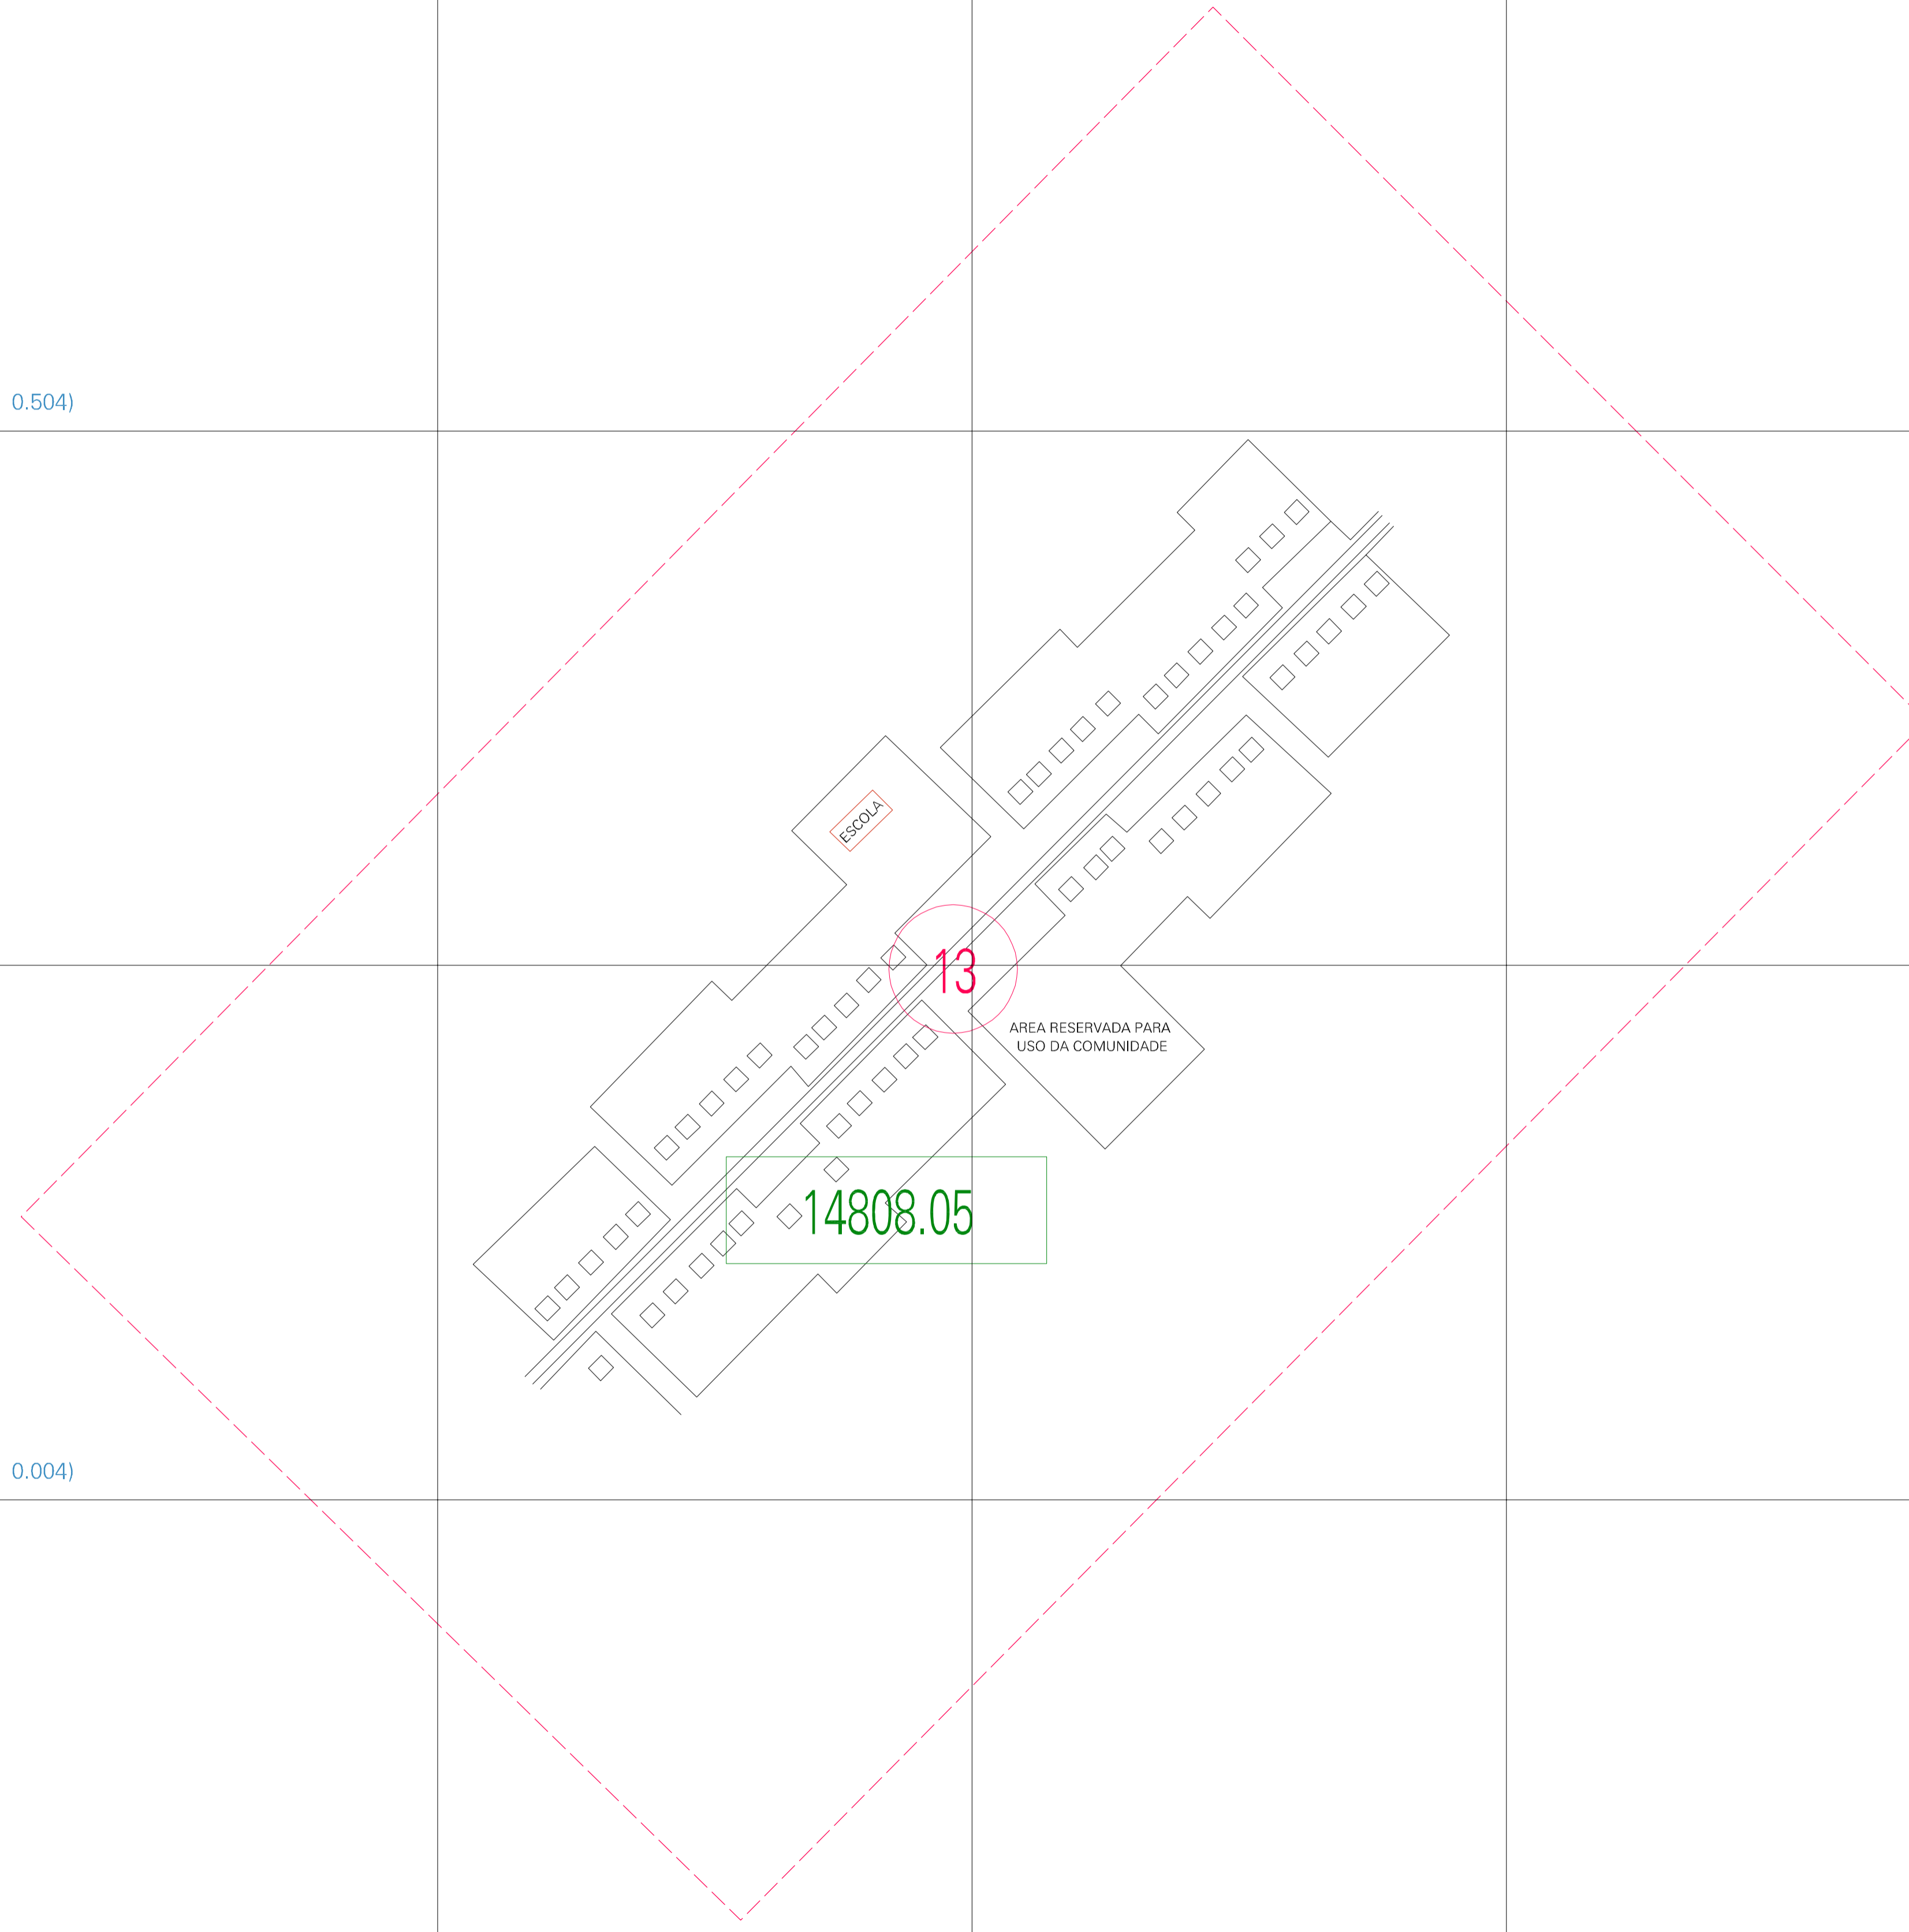 0.504)
ESCOLA
13
AREA RESERVADA PARA
USO DA COMUNIDADE
14808.05
0.004)